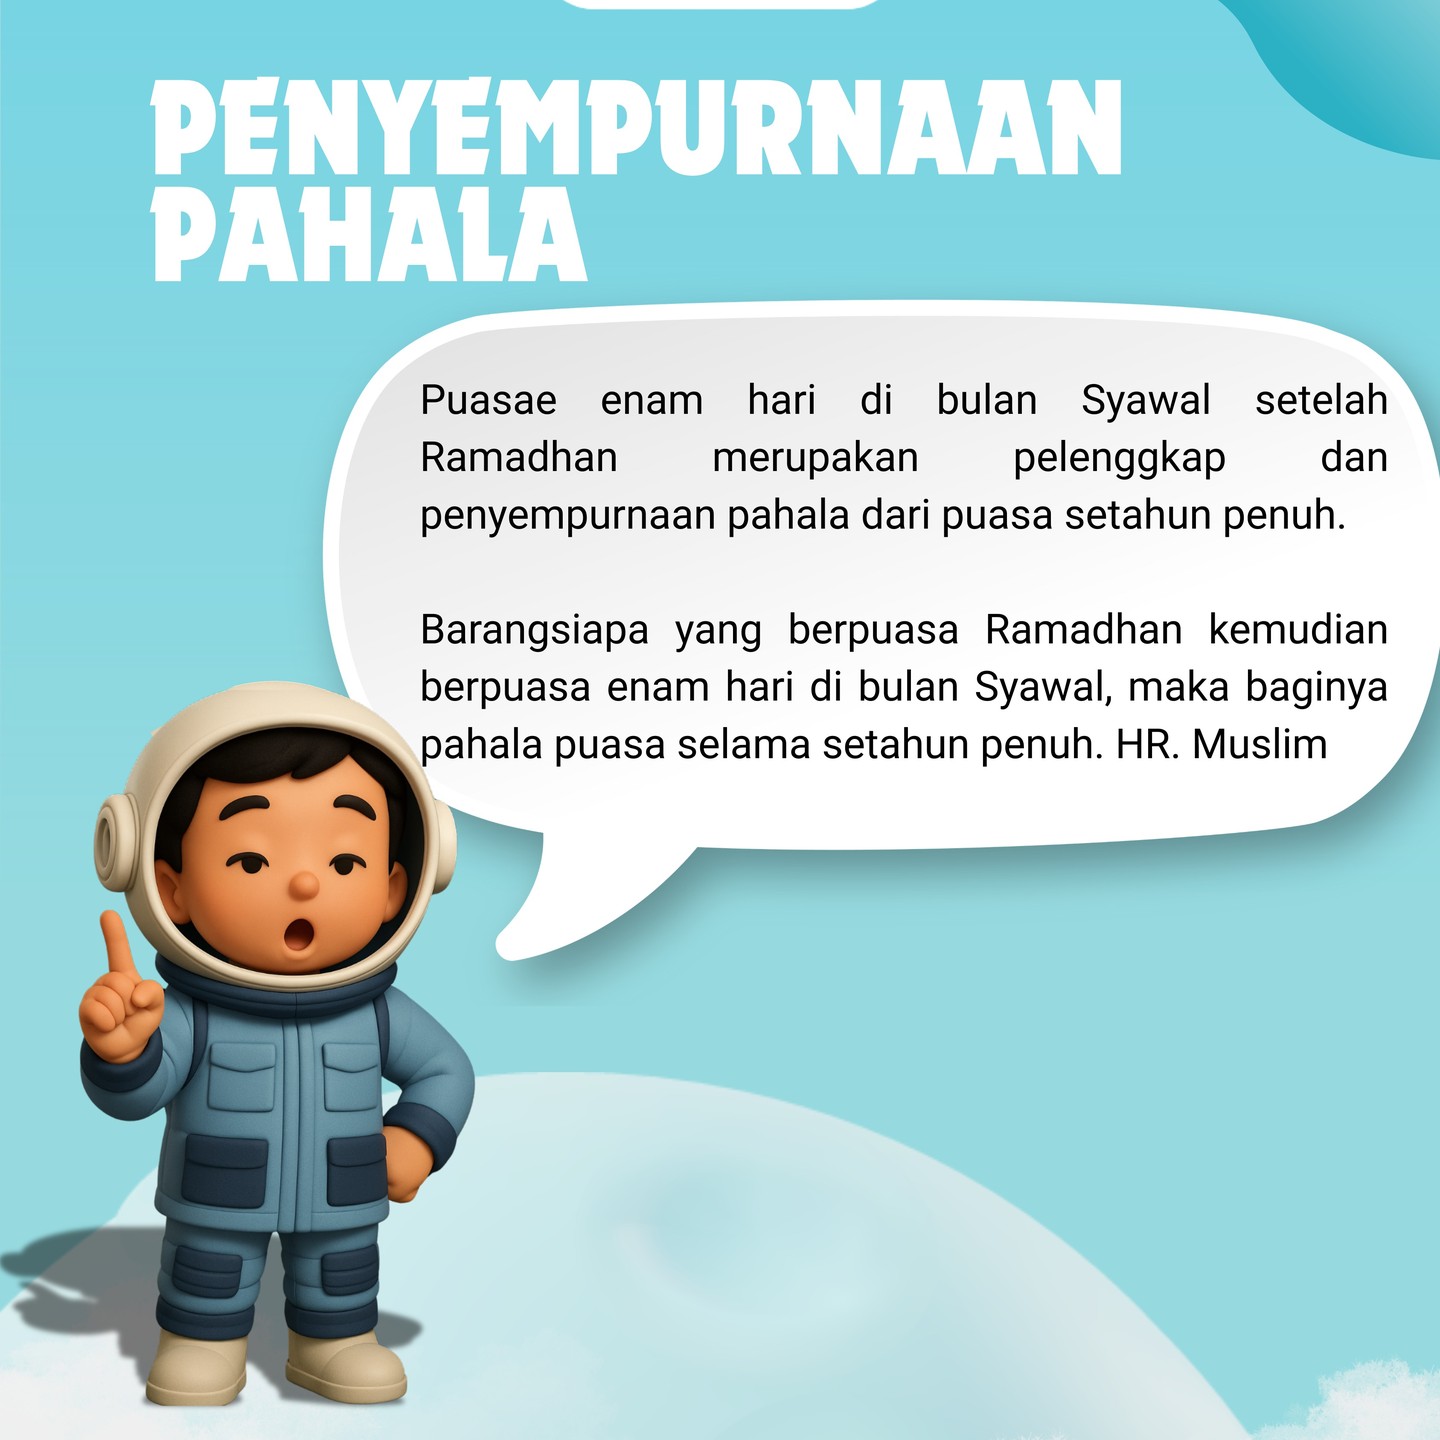 PENYEMPURNAAN
PAHALA
Puasae enam hari di bulan Syawal setelah
Ramadhan merupakan pelenggkap dan
penyempurnaan pahala dari puasa setahun penuh.
Barangsiapa yang berpuasa Ramadhan kemudian
berpuasa enam hari di bulan Syawal, maka baginya
pahala puasa selama setahun penuh. HR. Muslim